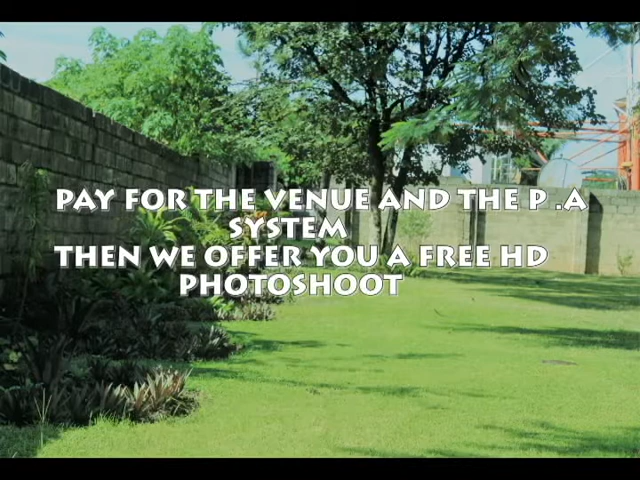 PAY FOR THE VENUE AND THE P .A
SYSTEM
THEN WE OFFER YOU A FREE HD
PHOTOSHOOT